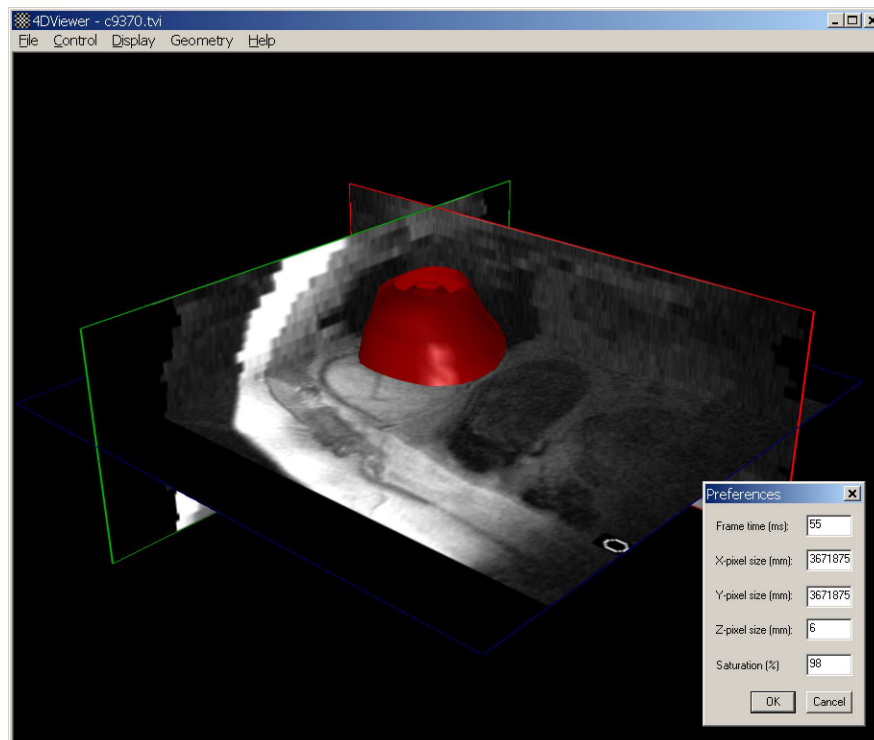 4DViewer - c9370.tvi
File Control Display Geometry Help
Preferences
Frame time (ms): 55
X-pixel size (mm): 3671875
Y-pixel size (mm): 3671875
Z-pixel size (mm): 6
Saturation (%) 98
OK Cancel